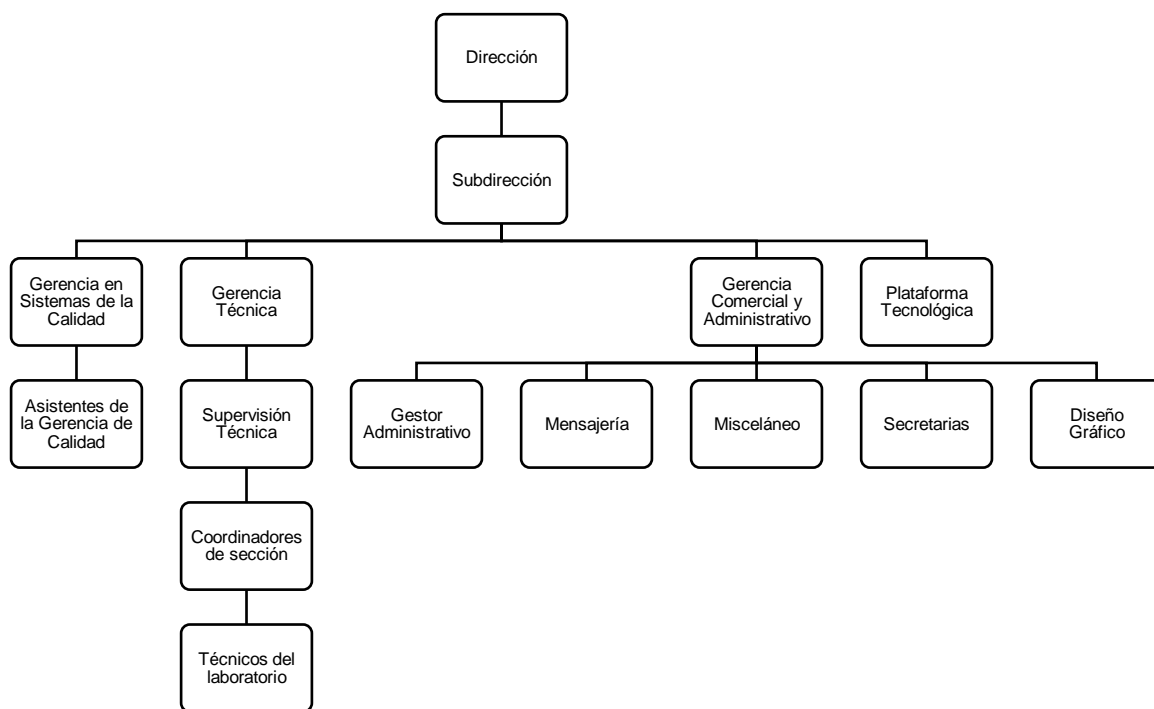 Dirección
Subdirección
Gerencia en
Sistemas de la
Calidad
Gerencia
Técnica
Gerencia
Comercial y
Administrativo
Plataforma
Tecnológica
Asistentes de
la Gerencia de
Calidad
Supervisión
Técnica
Gestor
Administrativo
Mensajería
Misceláneo
Secretarias
Diseño
Gráfico
Coordinadores
de sección
Técnicos del
laboratorio